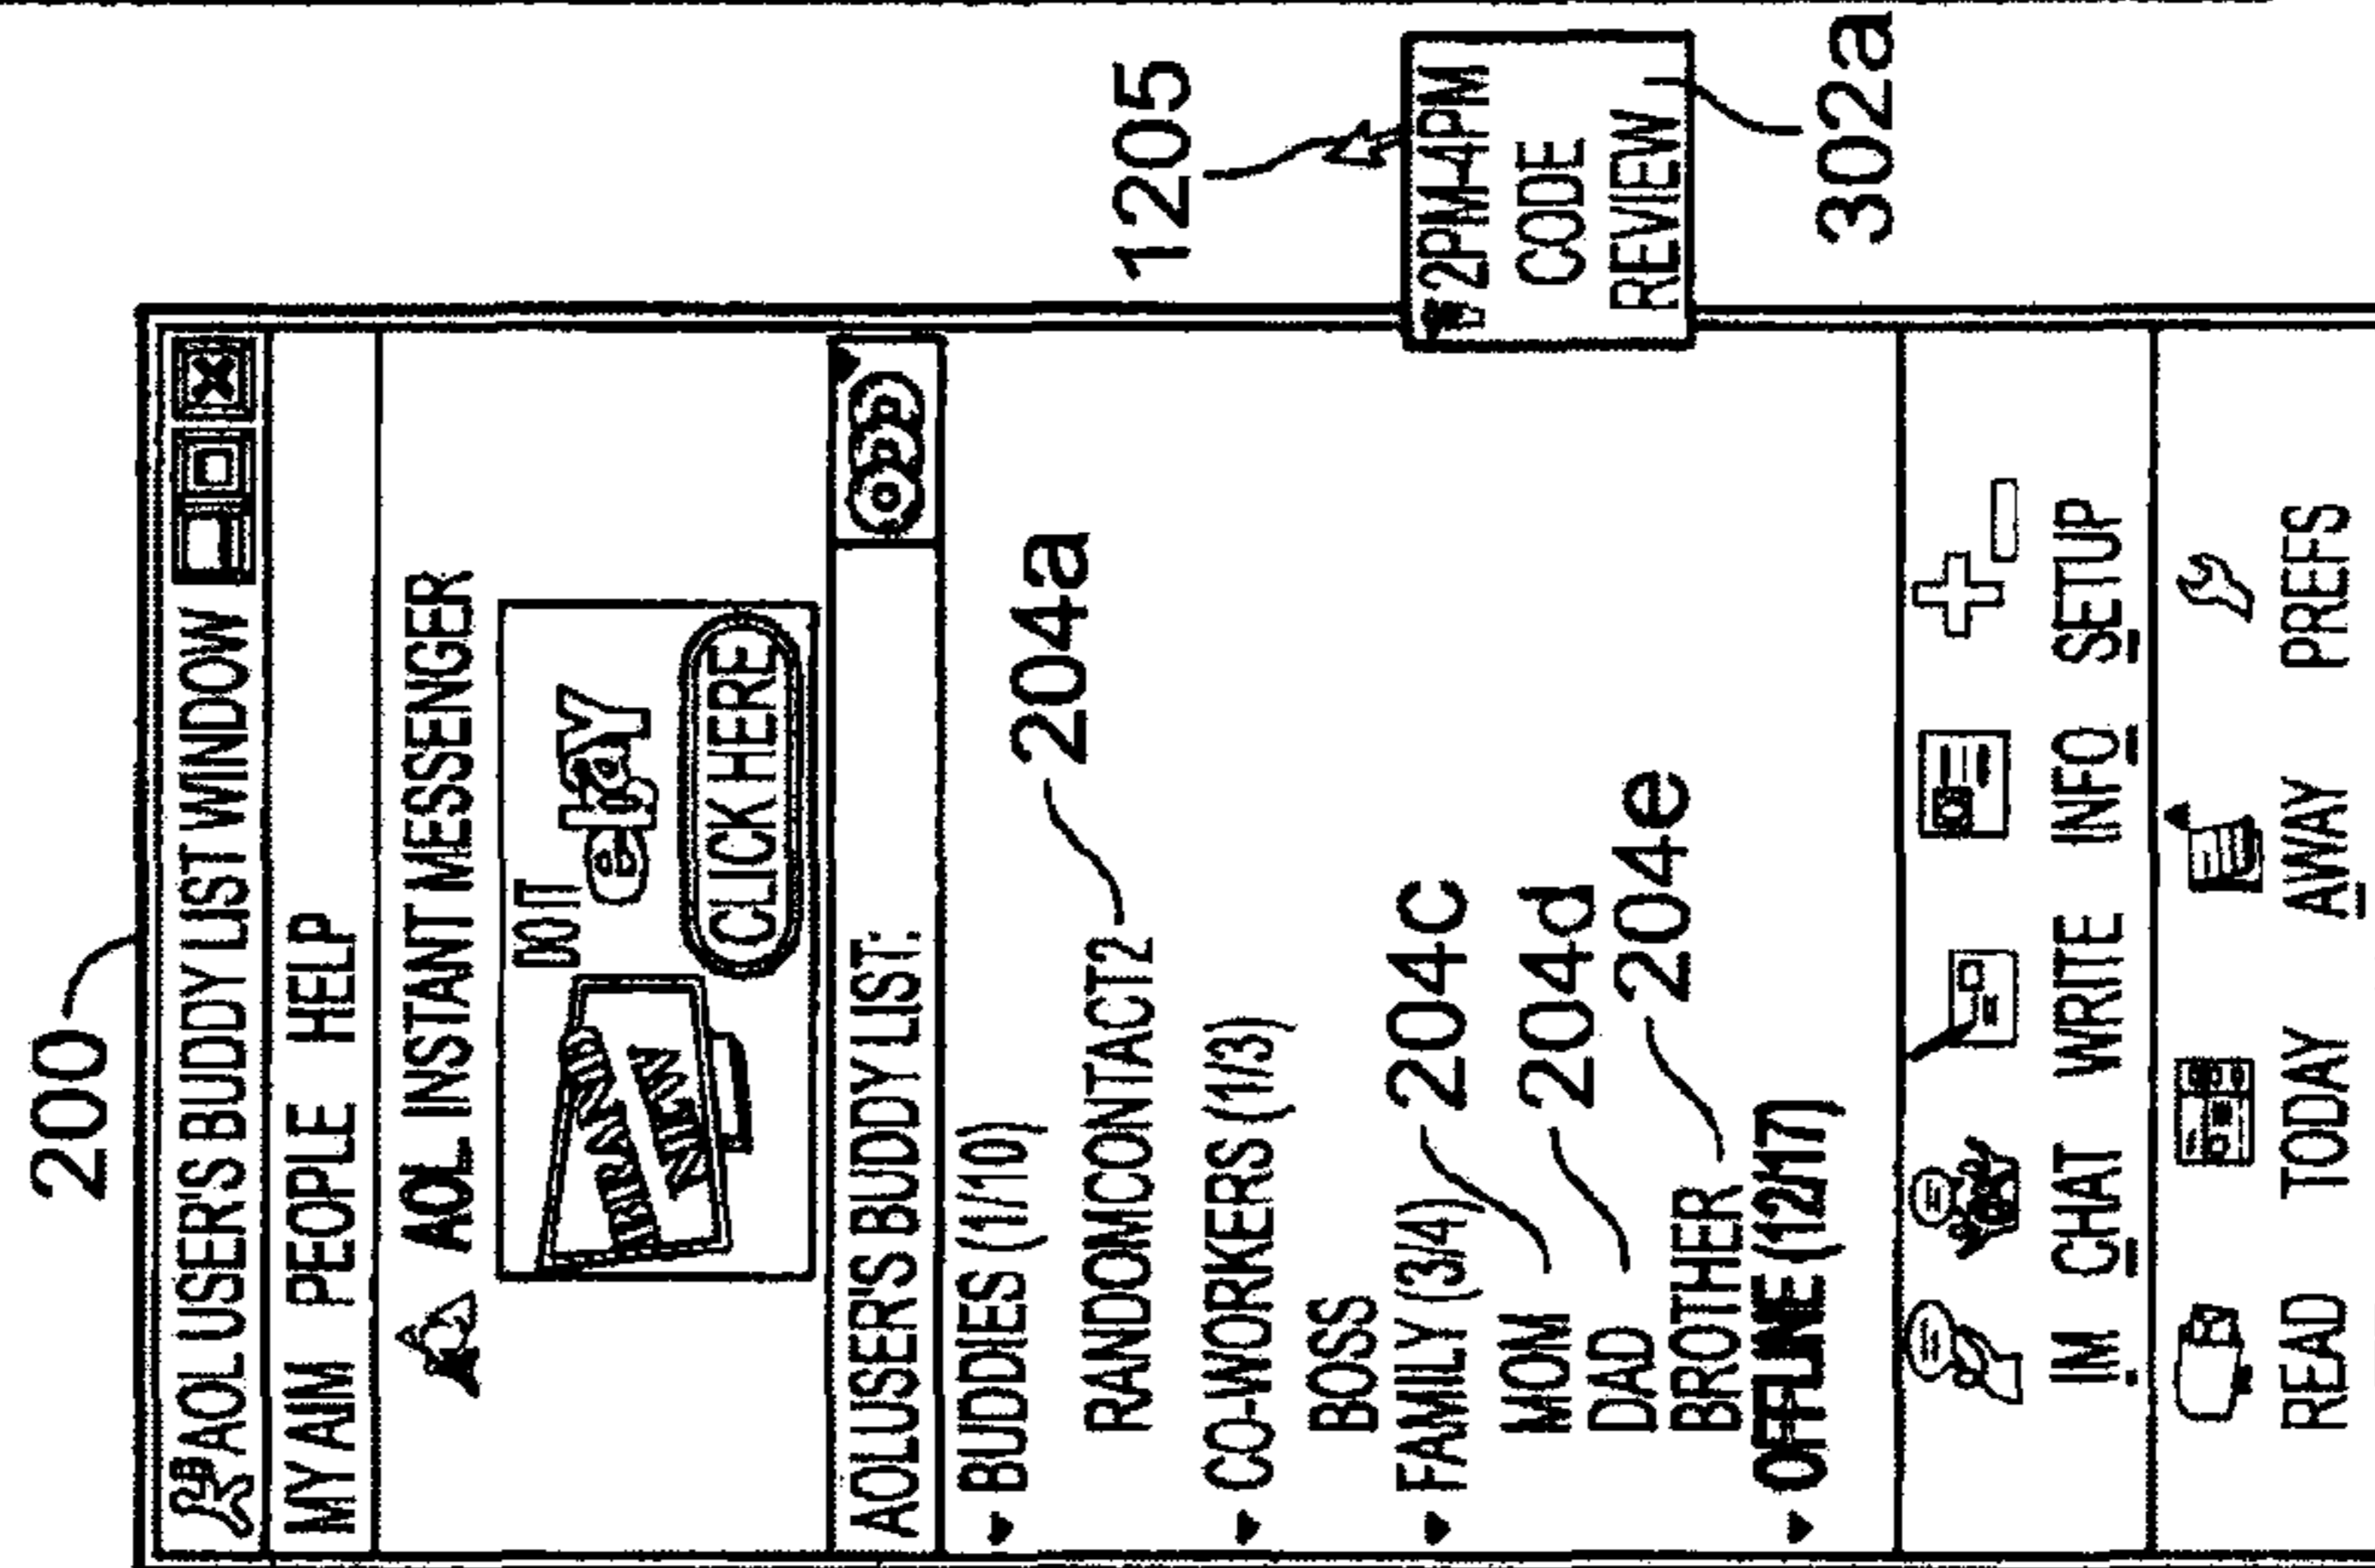 200
AOL USER'S BUDDY LIST WINDOW
MY AIM PEOPLE HELP
AOL INSTANT MESSENGER
DO IT
ebay
BRAND
NEW
CLICK HERE
AOLUSER'S BUDDY LIST:
BUDDIES (1/10)
204a
RANDOMCONTACT2
CO-WORKERS (1/3)
BOSS
FAMILY (3/4)
204c
MOM
204d
DAD
204e
BROTHER
OFFLINE (12/17)
1205
2PM-4PM
CODE
REVIEW
302a
IM CHAT WRITE INFO SETUP
READ TODAY AWAY PREFS